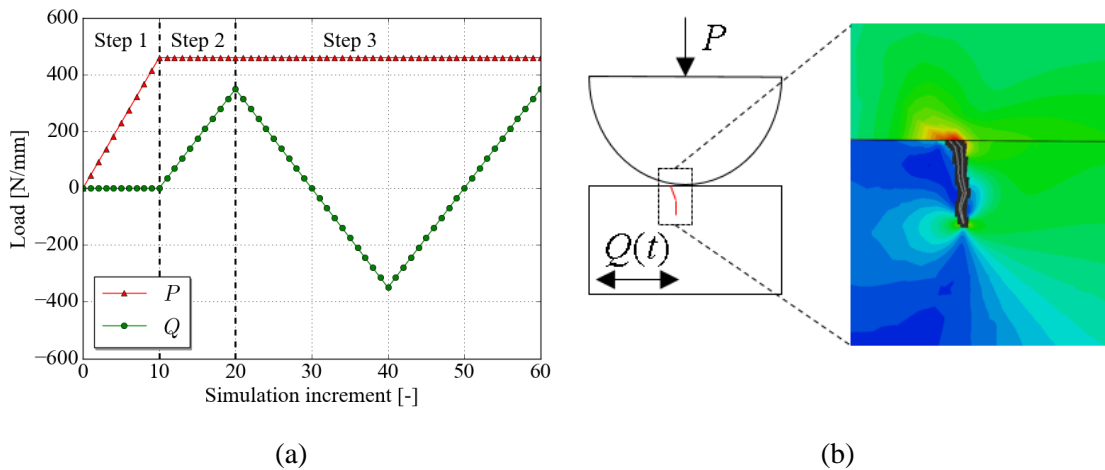 600
400
200
0
−200
−400
−600
Load [N/mm]
Step 1
Step 2
Step 3
P
Q
0
10
20
30
40
50
60
Simulation increment [-]
(a)
P
Q(t)
(b)